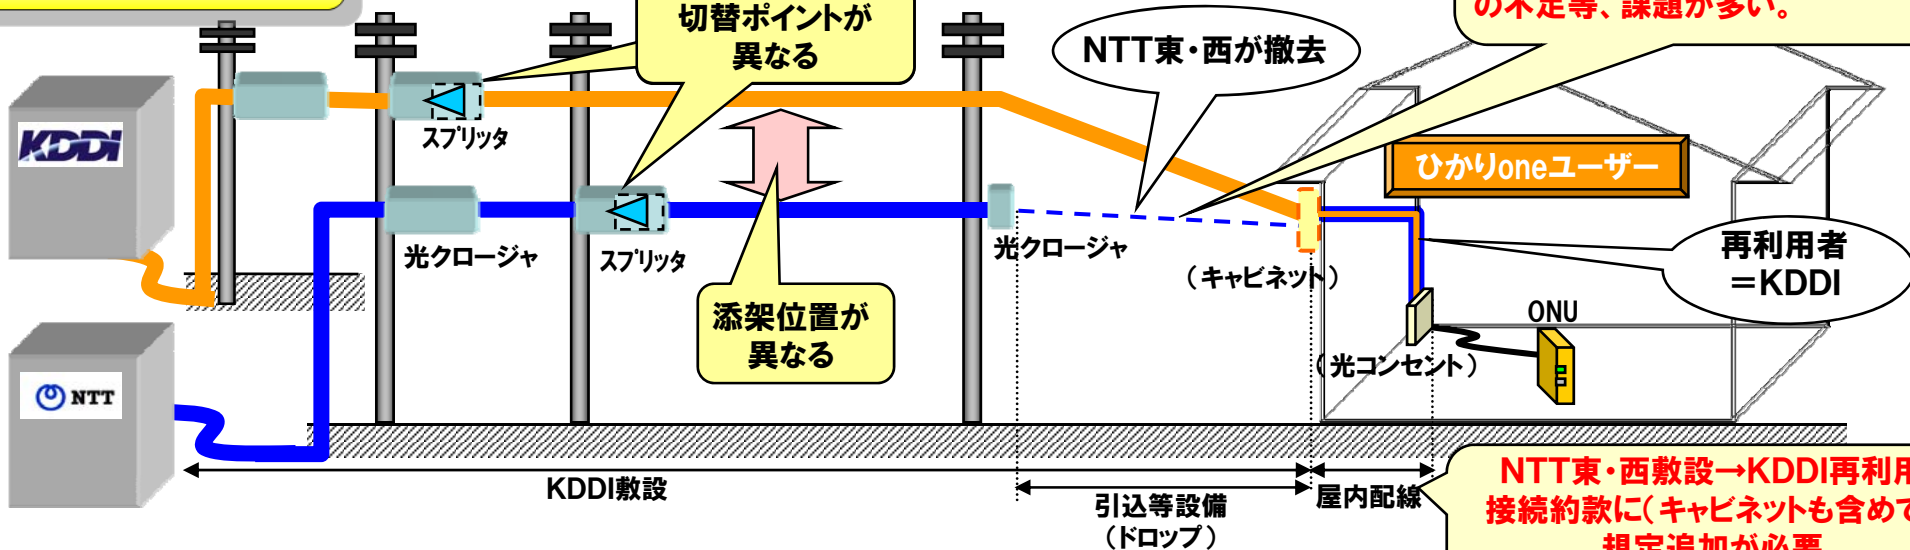 切替ポイントが
異なる
の不足等、課題が多い。
NTT東・西が撤去
KDDI
スプリッタ
ひかりoneユーザー
光クロージャ
スプリッタ
光クロージャ
（キャビネット）
再利用者
＝KDDI
添架位置が
異なる
ONU
（光コンセント）
NTT
KDDI敷設
引込等設備
（ドロップ）
屋内配線
NTT東・西敷設→KDDI再利用
接続約款に（キャビネットも含めて
規定追加が必要